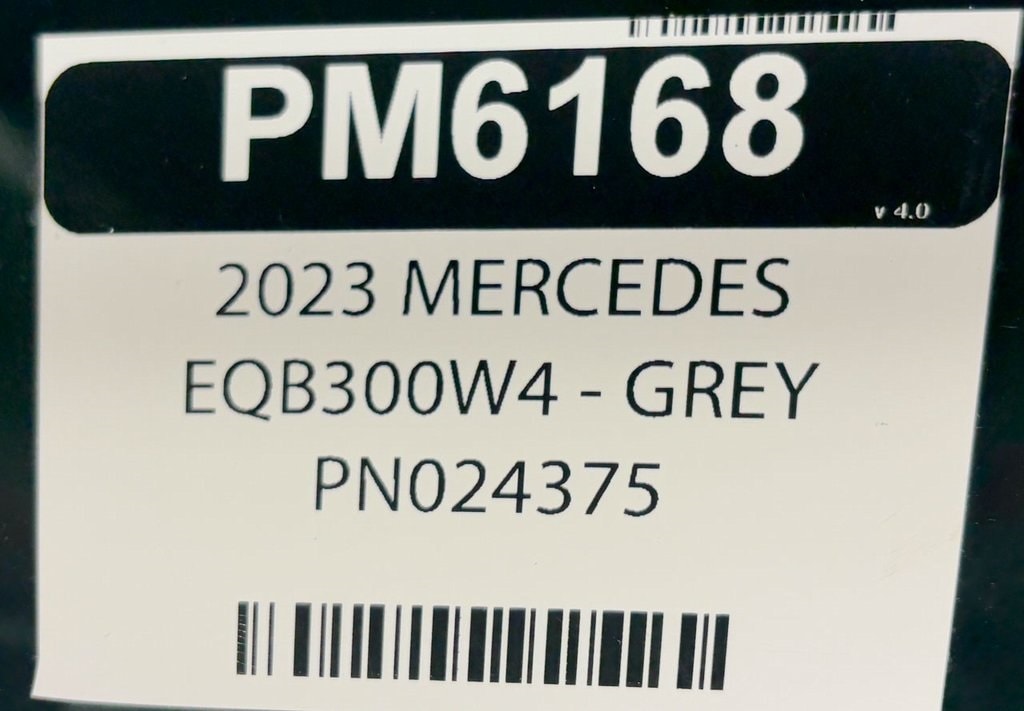 PM6168
v 4.0
2023 MERCEDES
EQB300W4 - GREY
PN024375